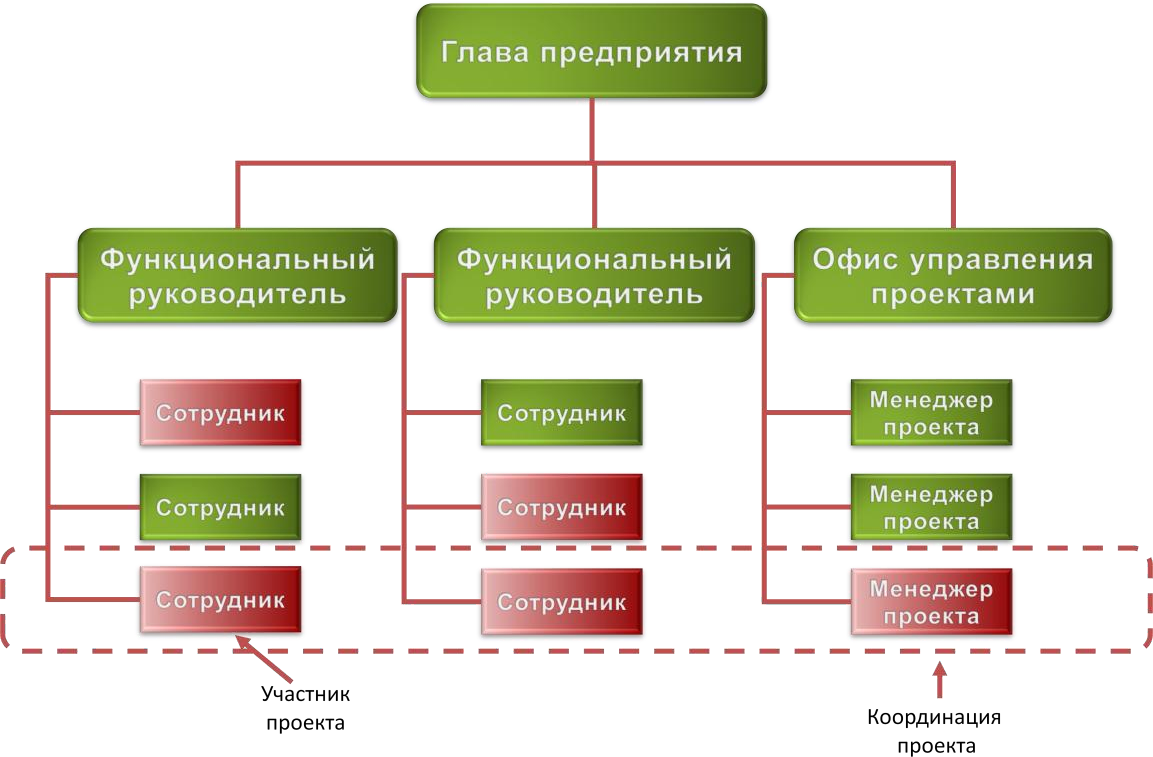 Глава предприятия
Функциональный
руководитель
Функциональный
руководитель
Офис управления
проектами
Сотрудник
Сотрудник
Менеджер
проекта
Сотрудник
Сотрудник
Менеджер
проекта
Сотрудник
Сотрудник
Менеджер
проекта
Участник
проекта
Координация
проекта